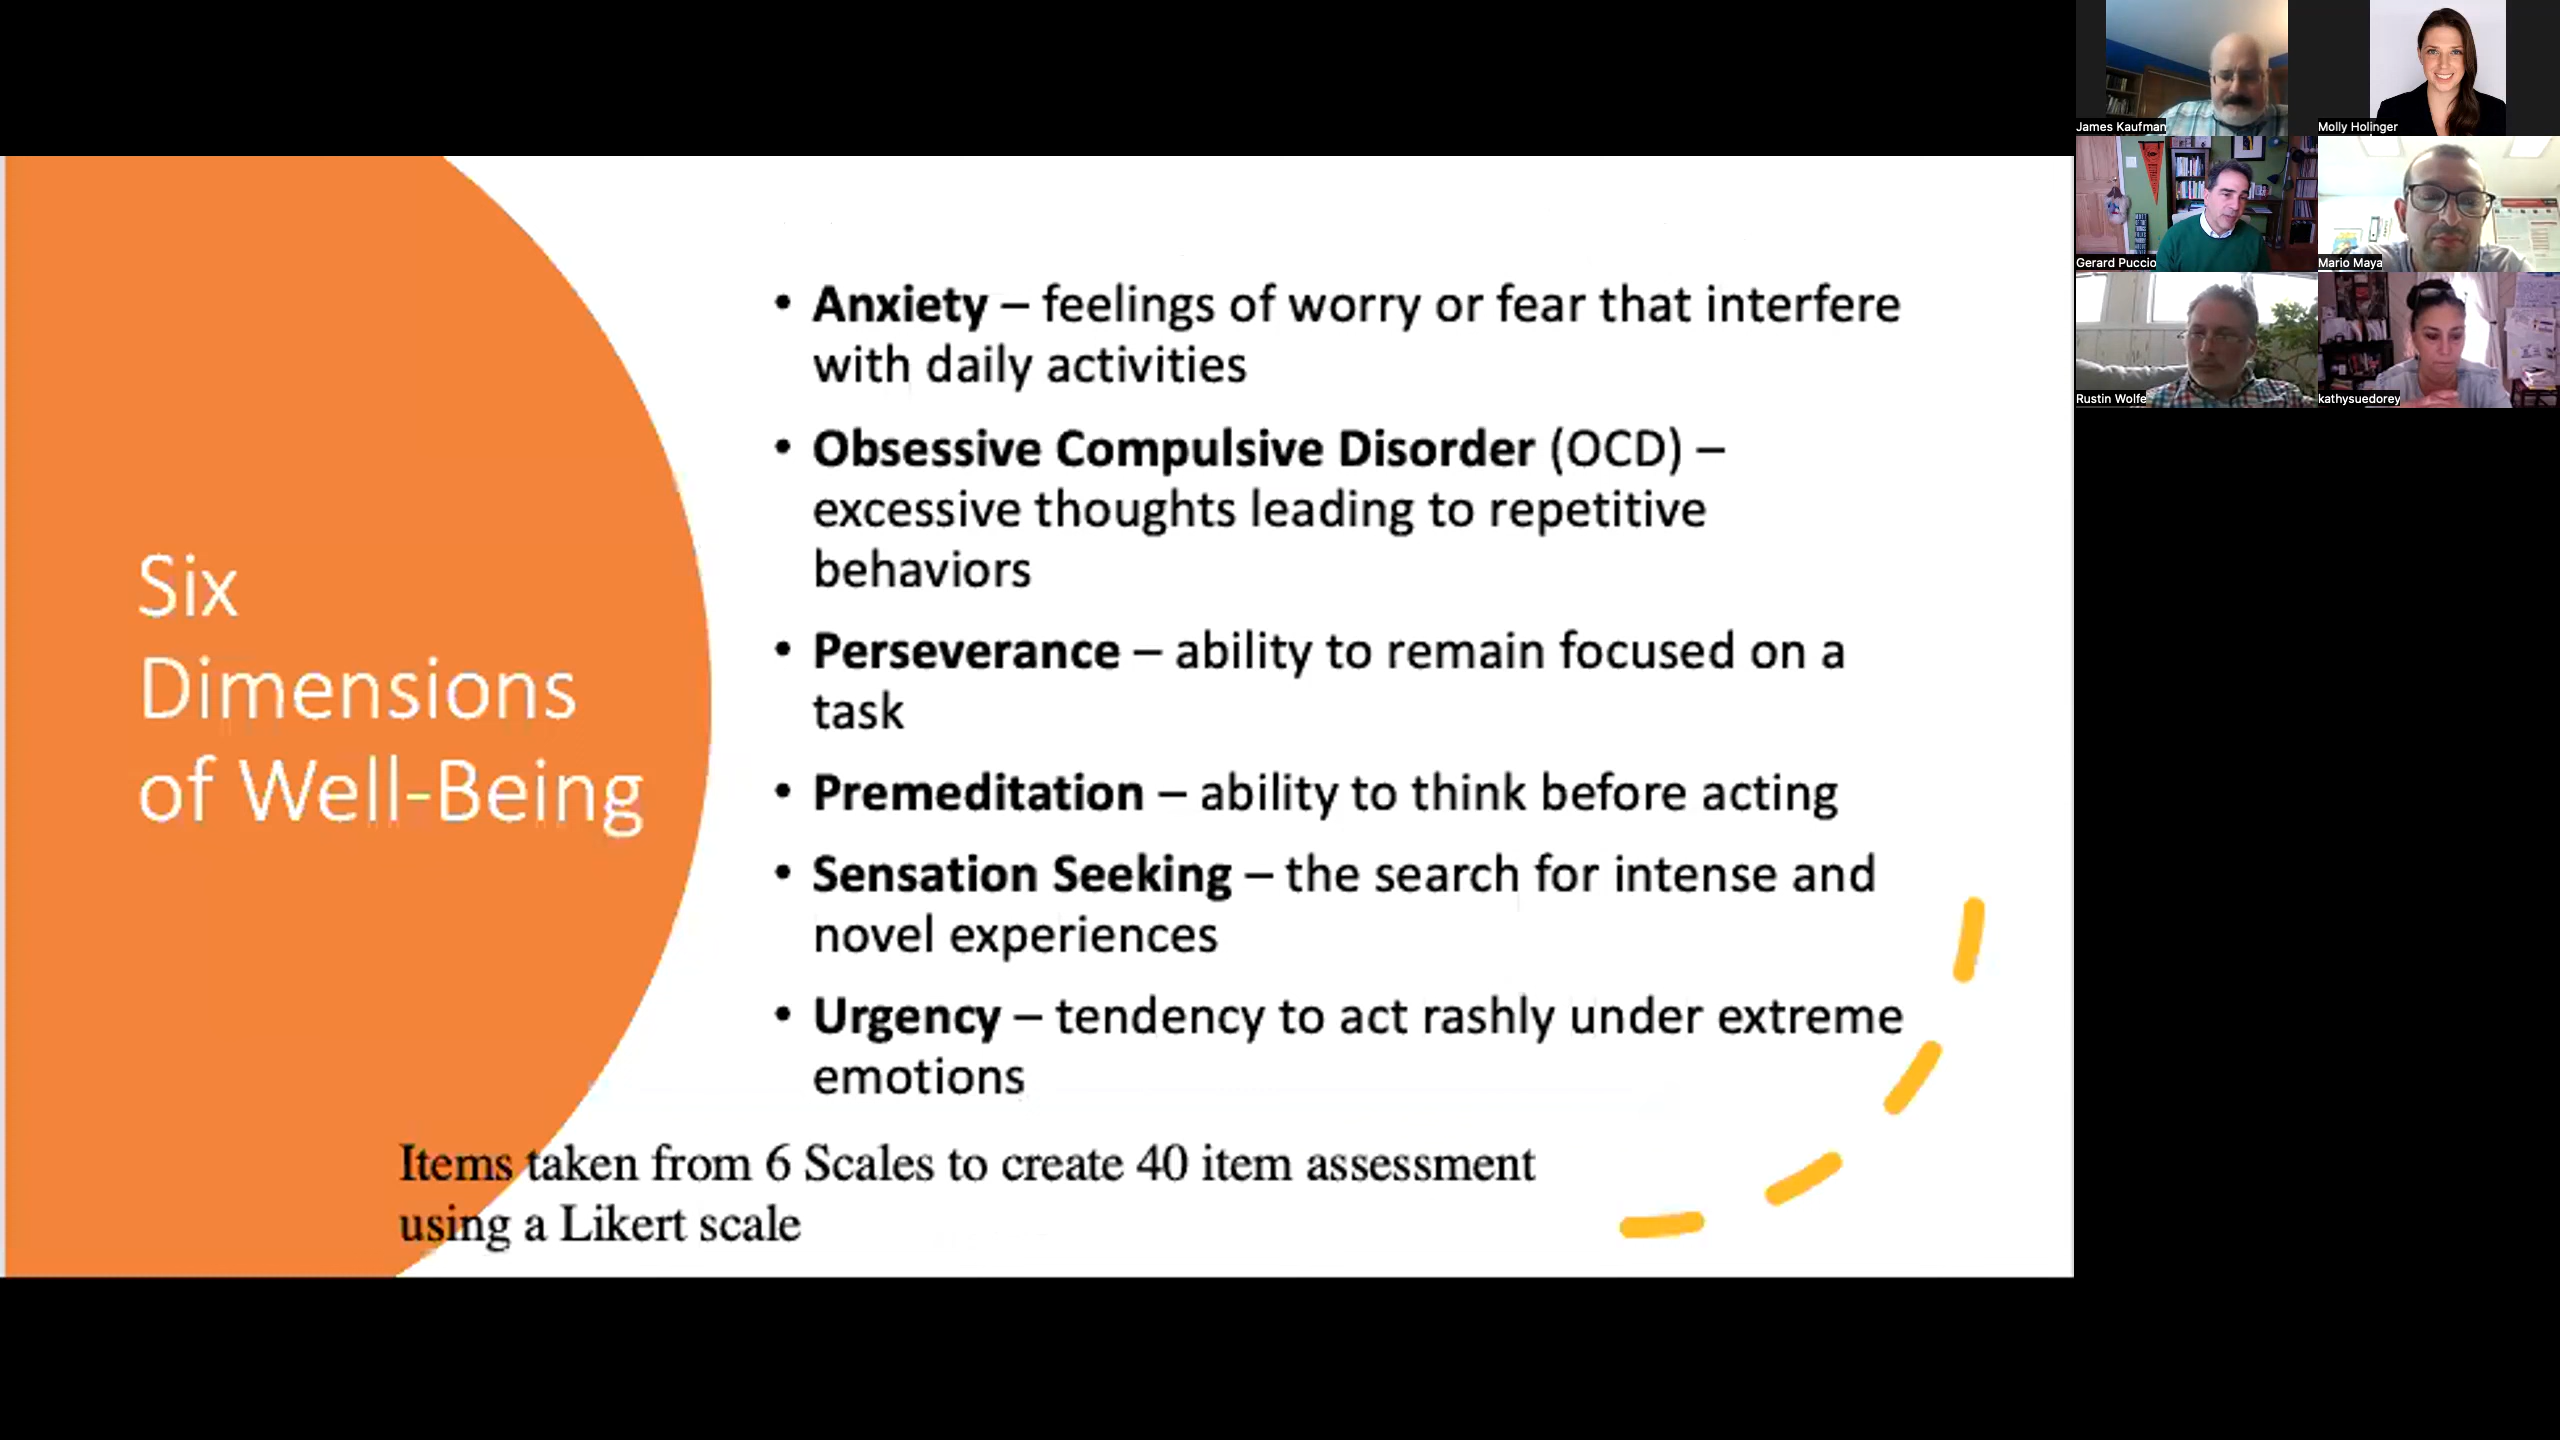 Six
Dimensions
of Well-Being
• Anxiety – feelings of worry or fear that interfere
with daily activities
• Obsessive Compulsive Disorder (OCD) –
excessive thoughts leading to repetitive
behaviors
• Perseverance – ability to remain focused on a
task
• Premeditation – ability to think before acting
• Sensation Seeking – the search for intense and
novel experiences
• Urgency – tendency to act rashly under extreme
emotions
Items taken from 6 Scales to create 40 item assessment
using a Likert scale
James Kaufman
Molly Holinger
Gerard Puccio
Mario Maya
Rustin Wolfe
kathysuedorey